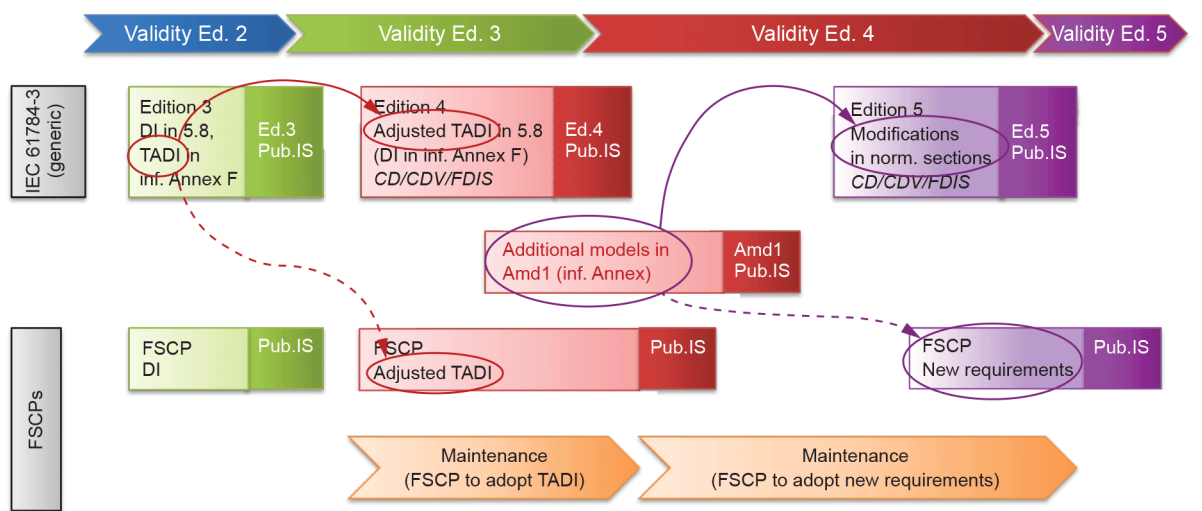 Validity Ed. 2
Validity Ed. 3
Validity Ed. 4
Validity Ed. 5
IEC 61784-3
(generic)
Edition 3
DI in 5.8,
TADI in
inf. Annex F
Ed.3
Pub.IS
Edition 4
Adjusted TADI in 5.8
(DI in inf. Annex F)
CD/CDV/FDIS
Ed.4
Pub.IS
Edition 5
Modifications
in norm. sections
CD/CDV/FDIS
Ed.5
Pub.IS
Additional models in
Amd1 (inf. Annex)
Amd1
Pub.IS
FSCPs
FSCP
DI
Pub.IS
FSCP
Adjusted TADI
Pub.IS
FSCP
New requirements
Pub.IS
Maintenance
(FSCP to adopt TADI)
Maintenance
(FSCP to adopt new requirements)